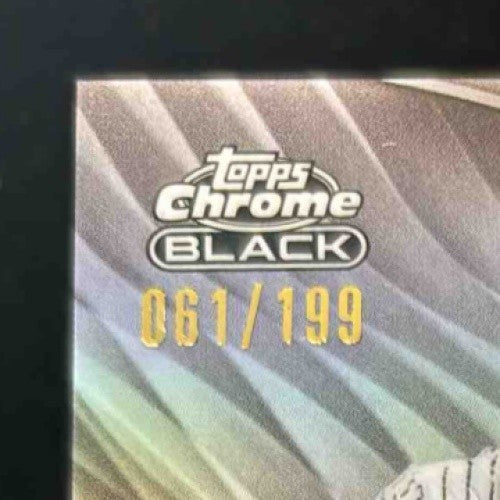 Topps
Chrome
BLACK
061/199